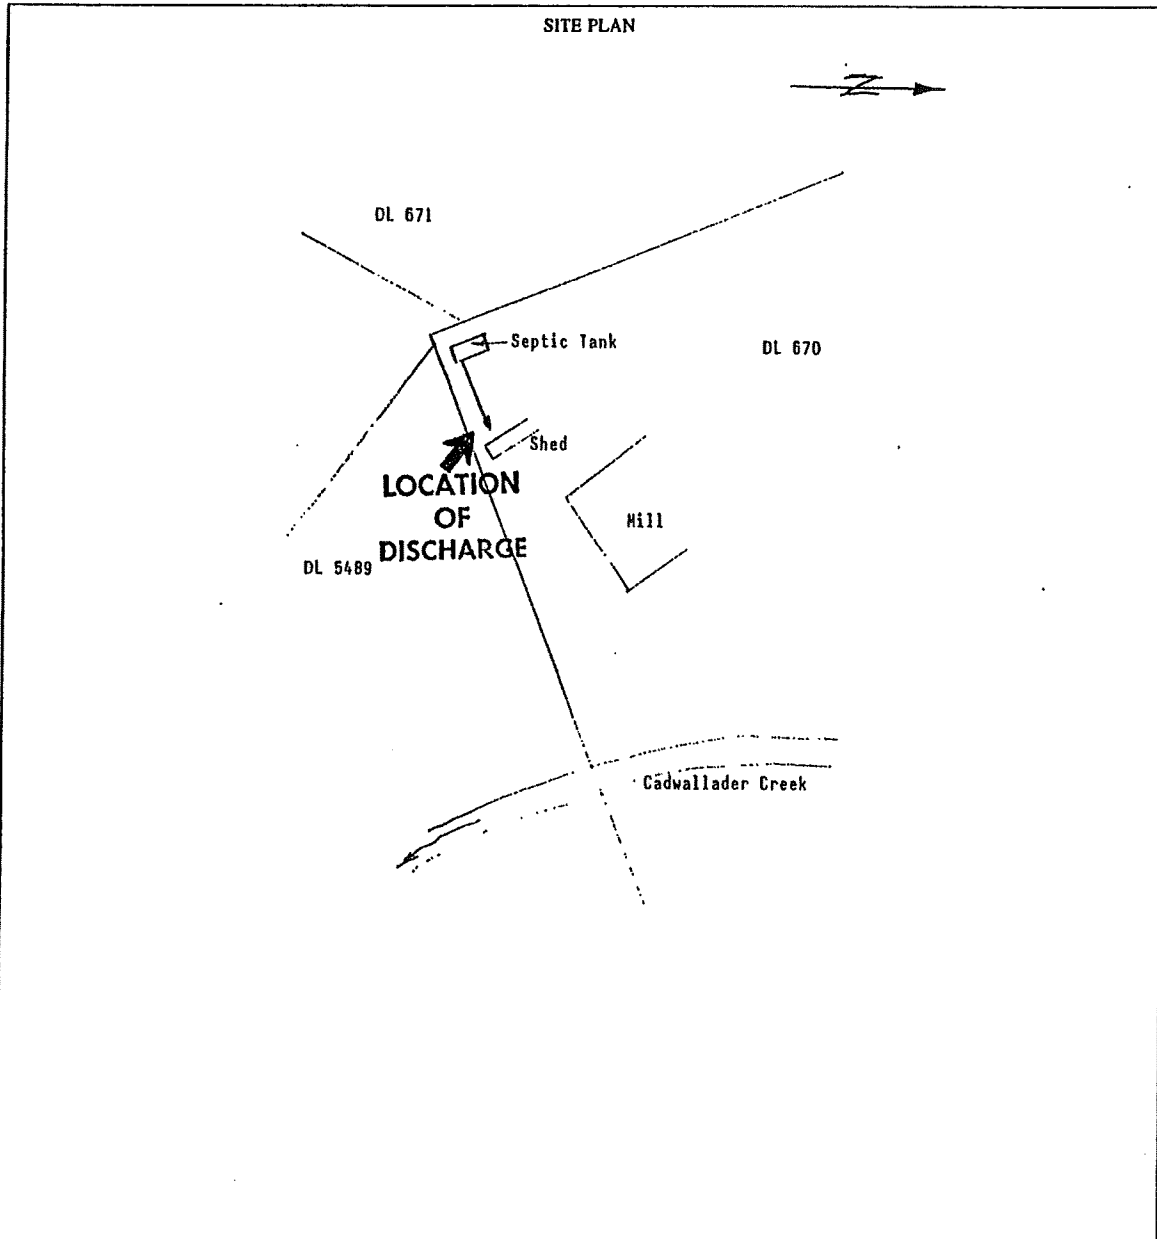 SITE PLAN
N
DL 671
Septic Tank
DL 670
Shed
LOCATION
OF
DISCHARGE
Mill
DL 5489
Cadwallader Creek